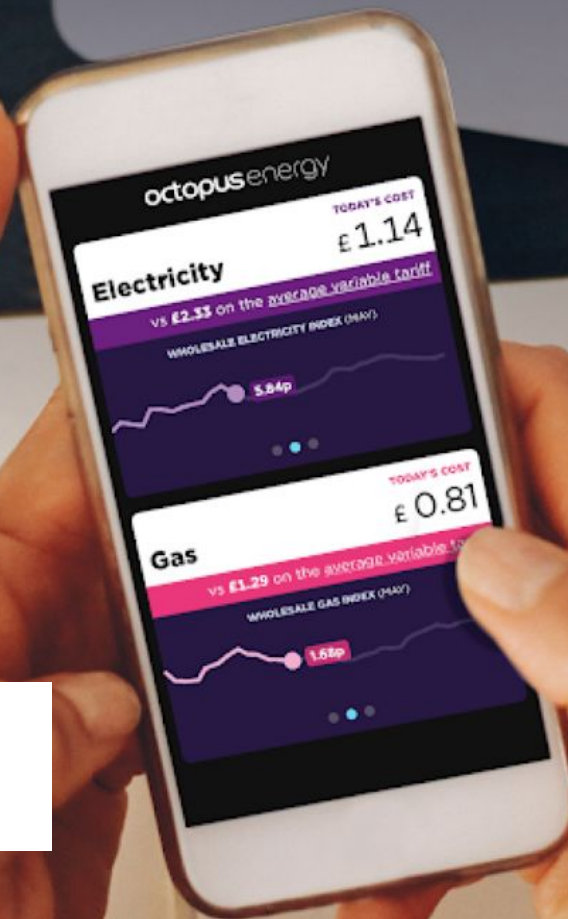 octopusenergy
TODAY'S COST
£1.14
Electricity
vs £2.33 on the average variable tariff
WHOLESALE ELECTRICITY INDEX (MAY)
5.84p
TODAY'S COST
£ 0.81
Gas
vs £1.29 on the average variable
WHOLESALE GAS INDEX (MAY)
1.68p